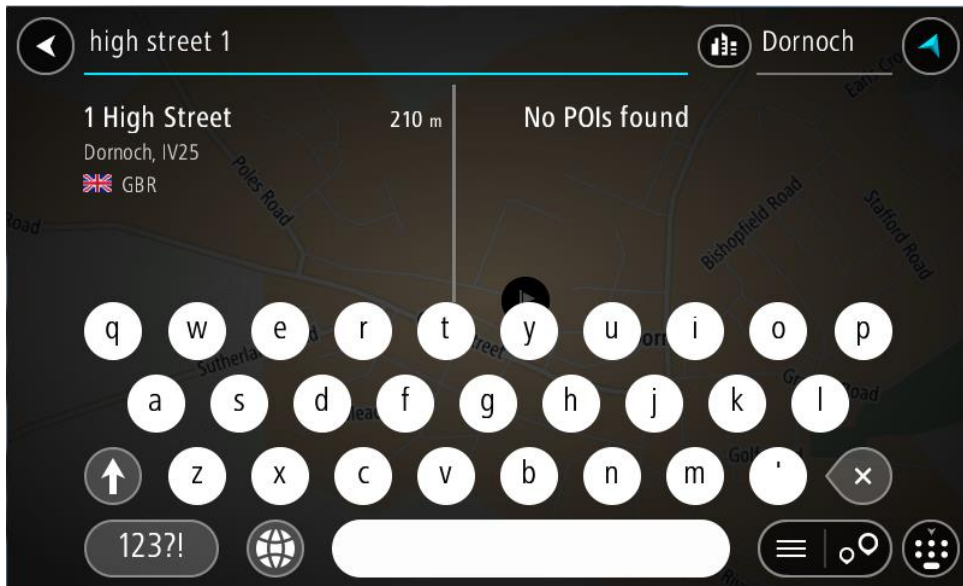 high street 1
Dornoch
1 High Street 210 m
No POIs found
Dornoch, IV25
GBR
Poles Road
Road
Bishopfield Road
Stafford Road
q w e r t y u i o p
a s d f g h j k l
z x c v b n m '
123?!